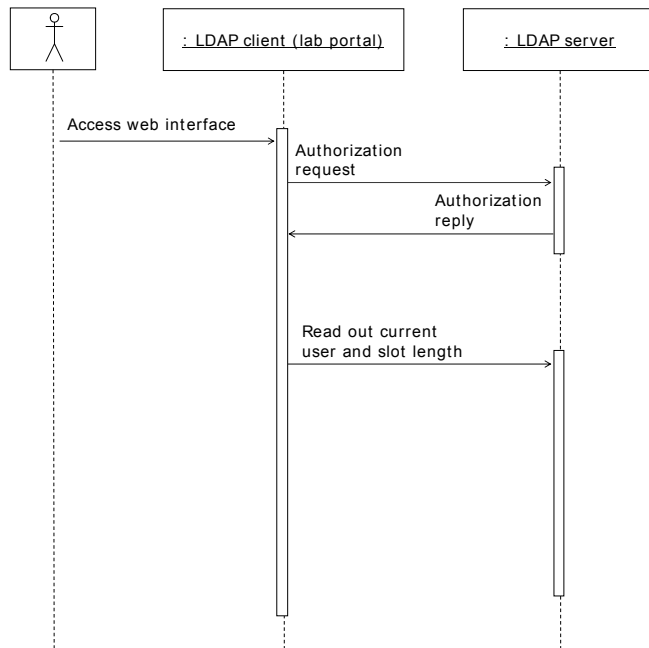 : LDAP client (lab portal)
: LDAP server
Access web interface
Authorization
request
Authorization
reply
Read out current
user and slot length